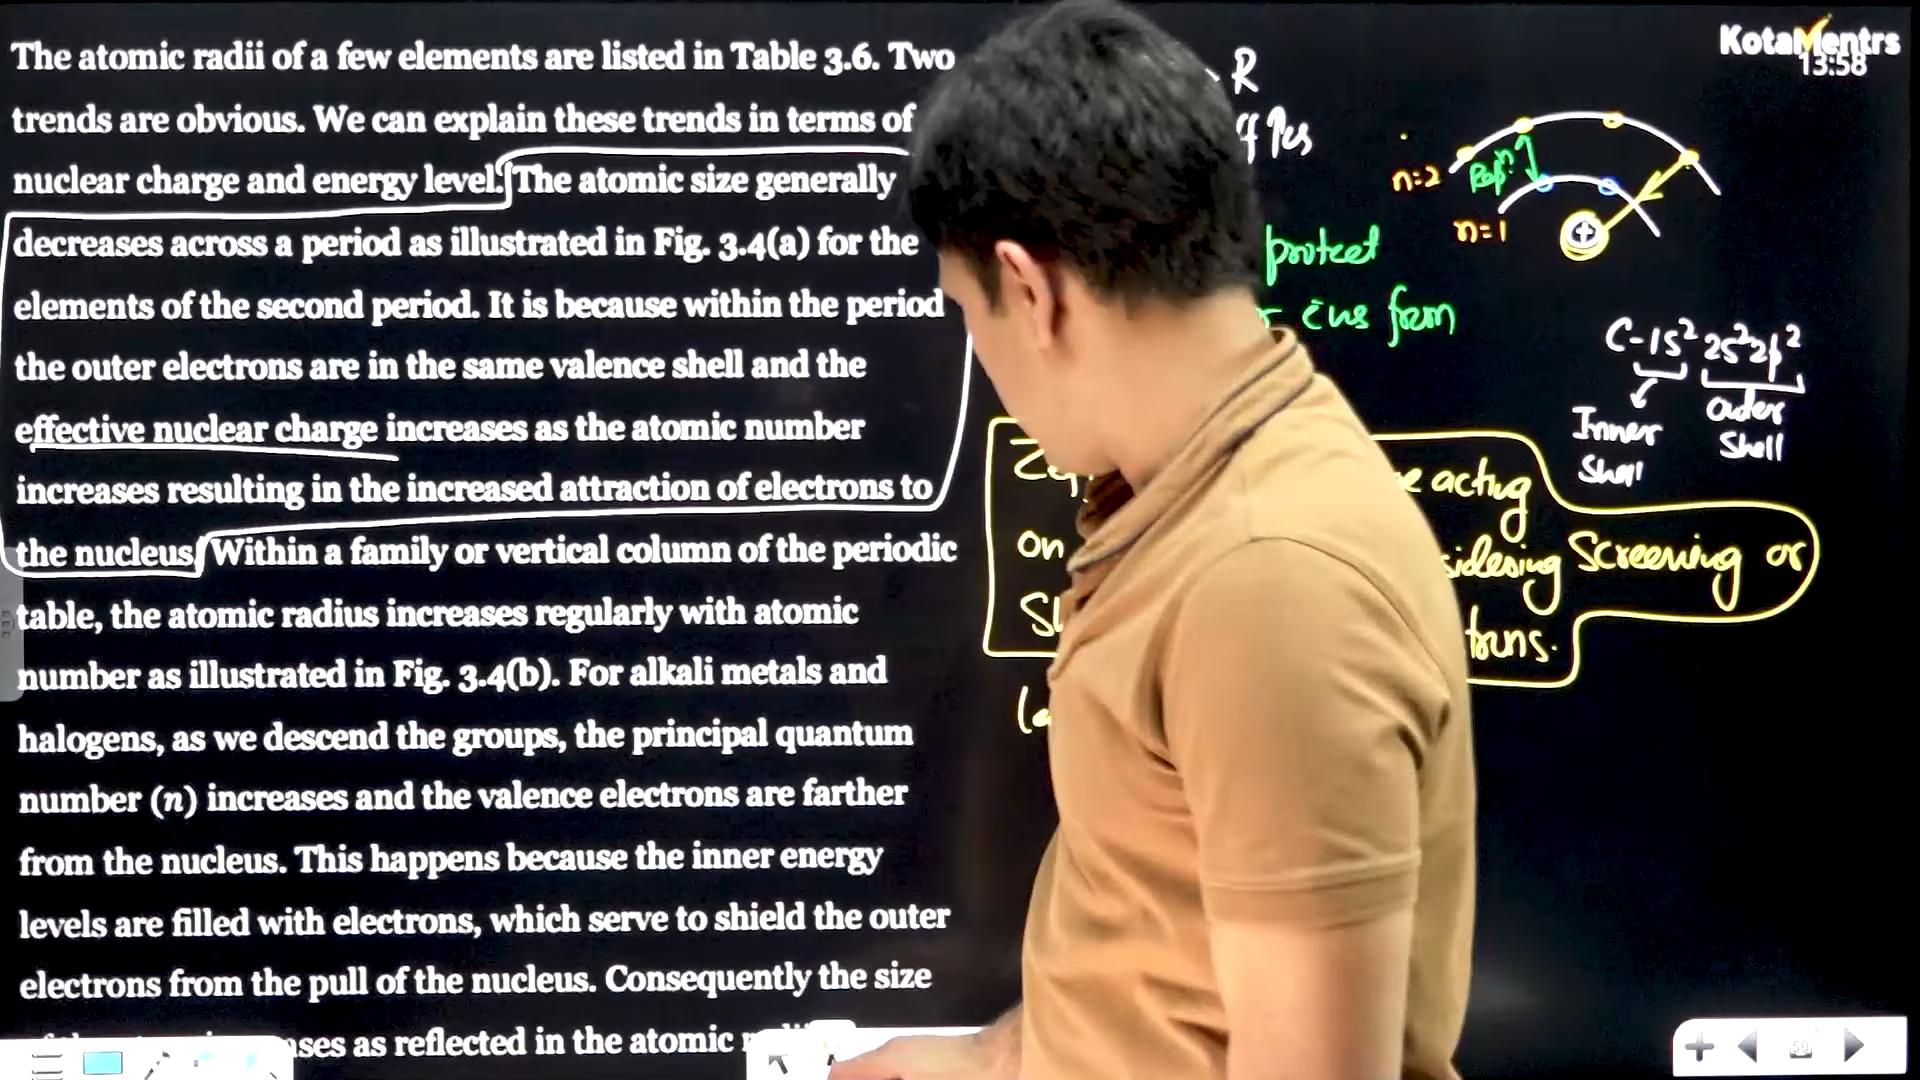 The atomic radii of a few elements are listed in Table 3.6. Two
trends are obvious. We can explain these trends in terms of
nuclear charge and energy level. The atomic size generally
decreases across a period as illustrated in Fig. 3.4(a) for the
elements of the second period. It is because within the period
the outer electrons are in the same valence shell and the
effective nuclear charge increases as the atomic number
increases resulting in the increased attraction of electrons to
the nucleus. Within a family or vertical column of the periodic
table, the atomic radius increases regularly with atomic
number as illustrated in Fig. 3.4(b). For alkali metals and
halogens, as we descend the groups, the principal quantum
number (n) increases and the valence electrons are farther
from the nucleus. This happens because the inner energy
levels are filled with electrons, which serve to shield the outer
electrons from the pull of the nucleus. Consequently the size
as reflected in the atomic
R
KotaMentrs
13:58
n=2
n=1
+
protect
from
C-1s² 2s²2p²
Inner
Shell
outer
Shell
acting
on
Screening or